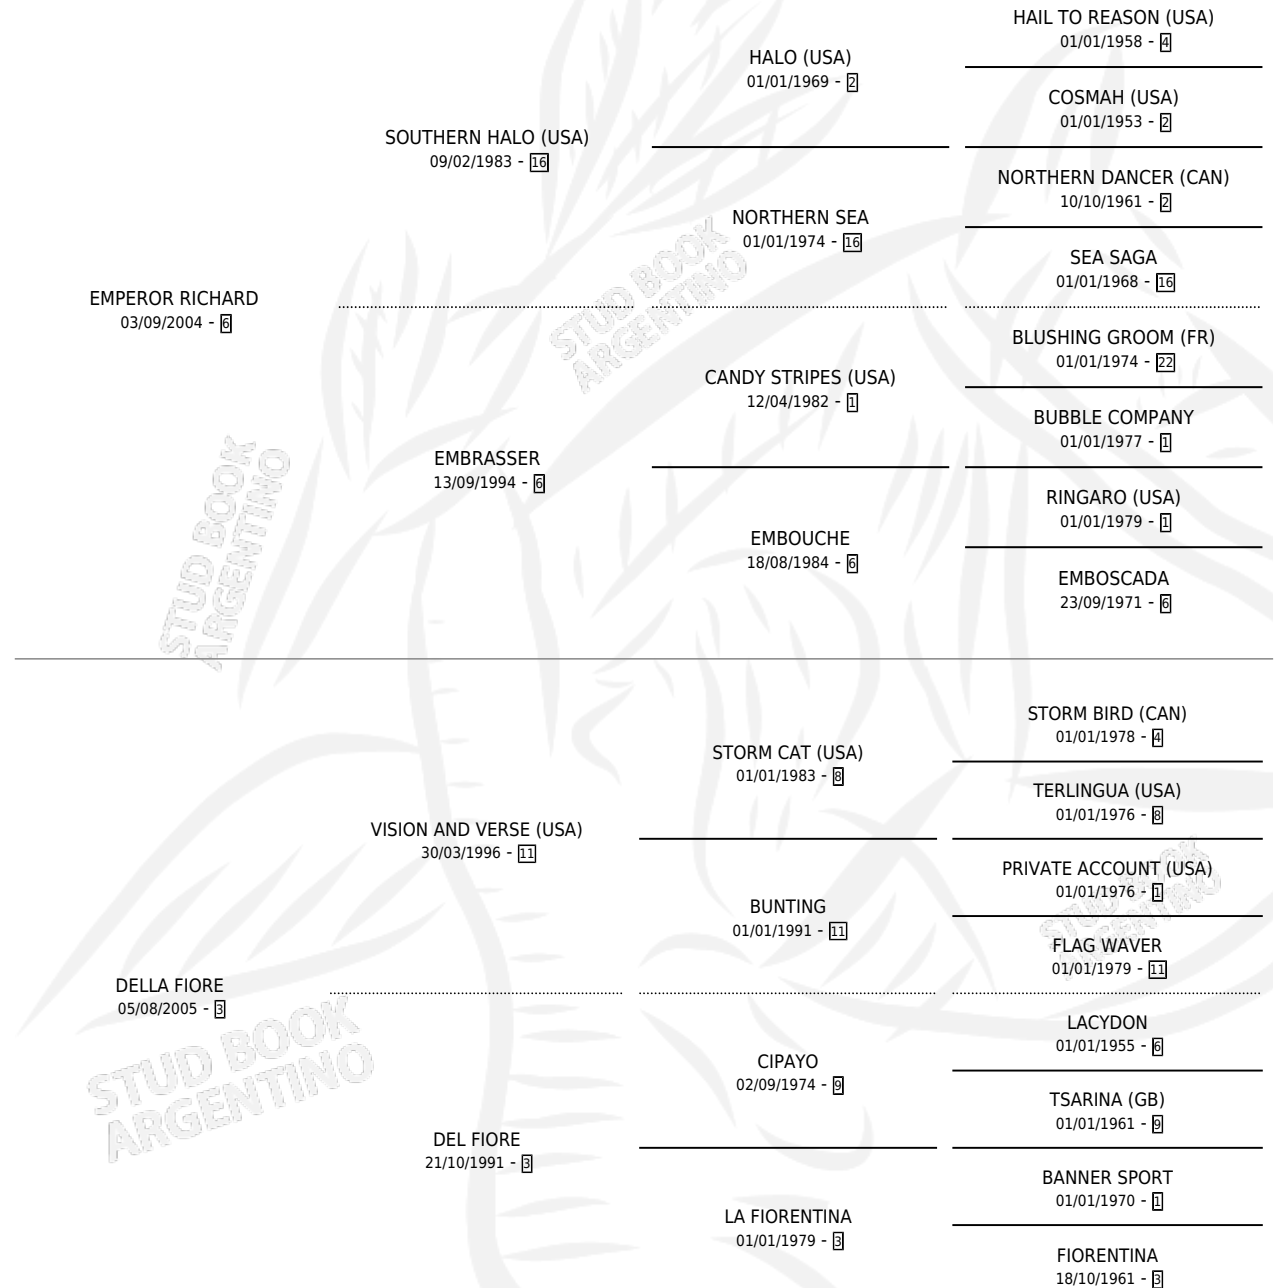 HAIL TO REASON (USA)
01/01/1958 - 4
HALO (USA)
01/01/1969 - 2
COSMAH (USA)
01/01/1953 - 2
SOUTHERN HALO (USA)
09/02/1983 - 16
NORTHERN DANCER (CAN)
10/10/1961 - 2
NORTHERN SEA
01/01/1974 - 16
SEA SAGA
01/01/1968 - 16
EMPEROR RICHARD
03/09/2004 - 6
BLUSHING GROOM (FR)
01/01/1974 - 22
CANDY STRIPES (USA)
12/04/1982 - 1
BUBBLE COMPANY
01/01/1977 - 1
EMBRASSER
13/09/1994 - 6
RINGARO (USA)
01/01/1979 - 1
EMBOUCHE
18/08/1984 - 6
EMBOSCADA
23/09/1971 - 6
STUD BOOK
ARGENTINO
STUD BOOK
ARGENTINO
STORM BIRD (CAN)
01/01/1978 - 4
STORM CAT (USA)
01/01/1983 - 8
TERLINGUA (USA)
01/01/1976 - 8
VISION AND VERSE (USA)
30/03/1996 - 11
PRIVATE ACCOUNT (USA)
01/01/1976 - 1
BUNTING
01/01/1991 - 11
FLAG WAVER
01/01/1979 - 11
STUD BOOK
ARGENTINO
DELLA FIORE
05/08/2005 - 3
LACYDON
01/01/1955 - 6
CIPAYO
02/09/1974 - 9
TSARINA (GB)
01/01/1961 - 9
STUD BOOK
ARGENTINO
DEL FIORE
21/10/1991 - 3
BANNER SPORT
01/01/1970 - 1
LA FIORENTINA
01/01/1979 - 3
FIORENTINA
18/10/1961 - 3